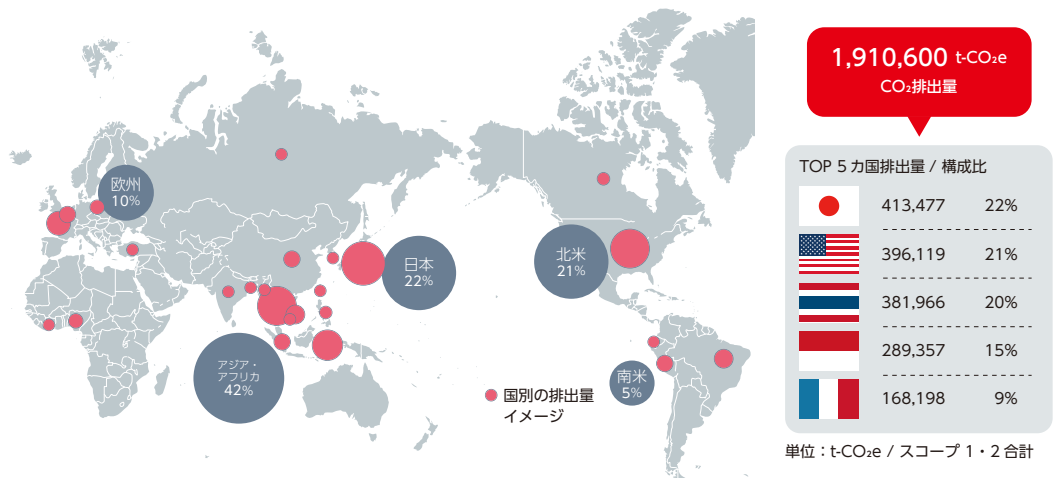 1,910,600 t-CO₂e
CO₂排出量
欧州
10%
日本
22%
北米
21%
アジア・
アフリカ
42%
南米
5%
国別の排出量
イメージ
TOP 5カ国排出量 / 構成比
413,477 22%
396,119 21%
381,966 20%
289,357 15%
168,198 9%
単位：t-CO₂e / スコープ 1・2 合計